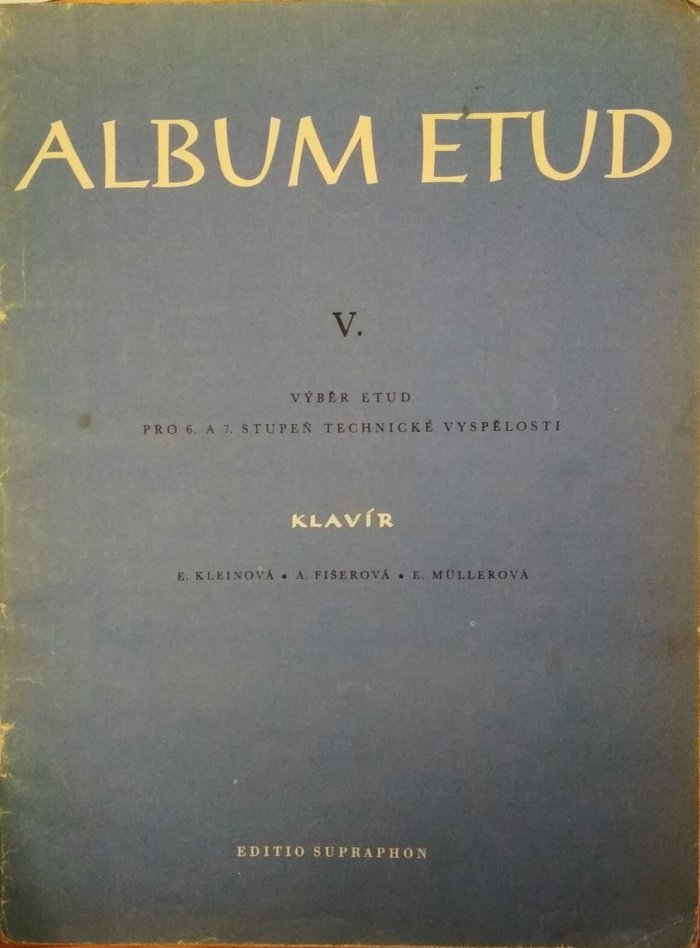 ALBUM ETUD
V.
VÝBĚR ETUD
PRO 6. A 7. STUPEŇ TECHNICKÉ VYSPĚLOSTI
KLAVÍR
E. KLEINOVÁ • A. FIŠEROVÁ • E. MÜLLEROVÁ
EDITIO SUPRAPHON